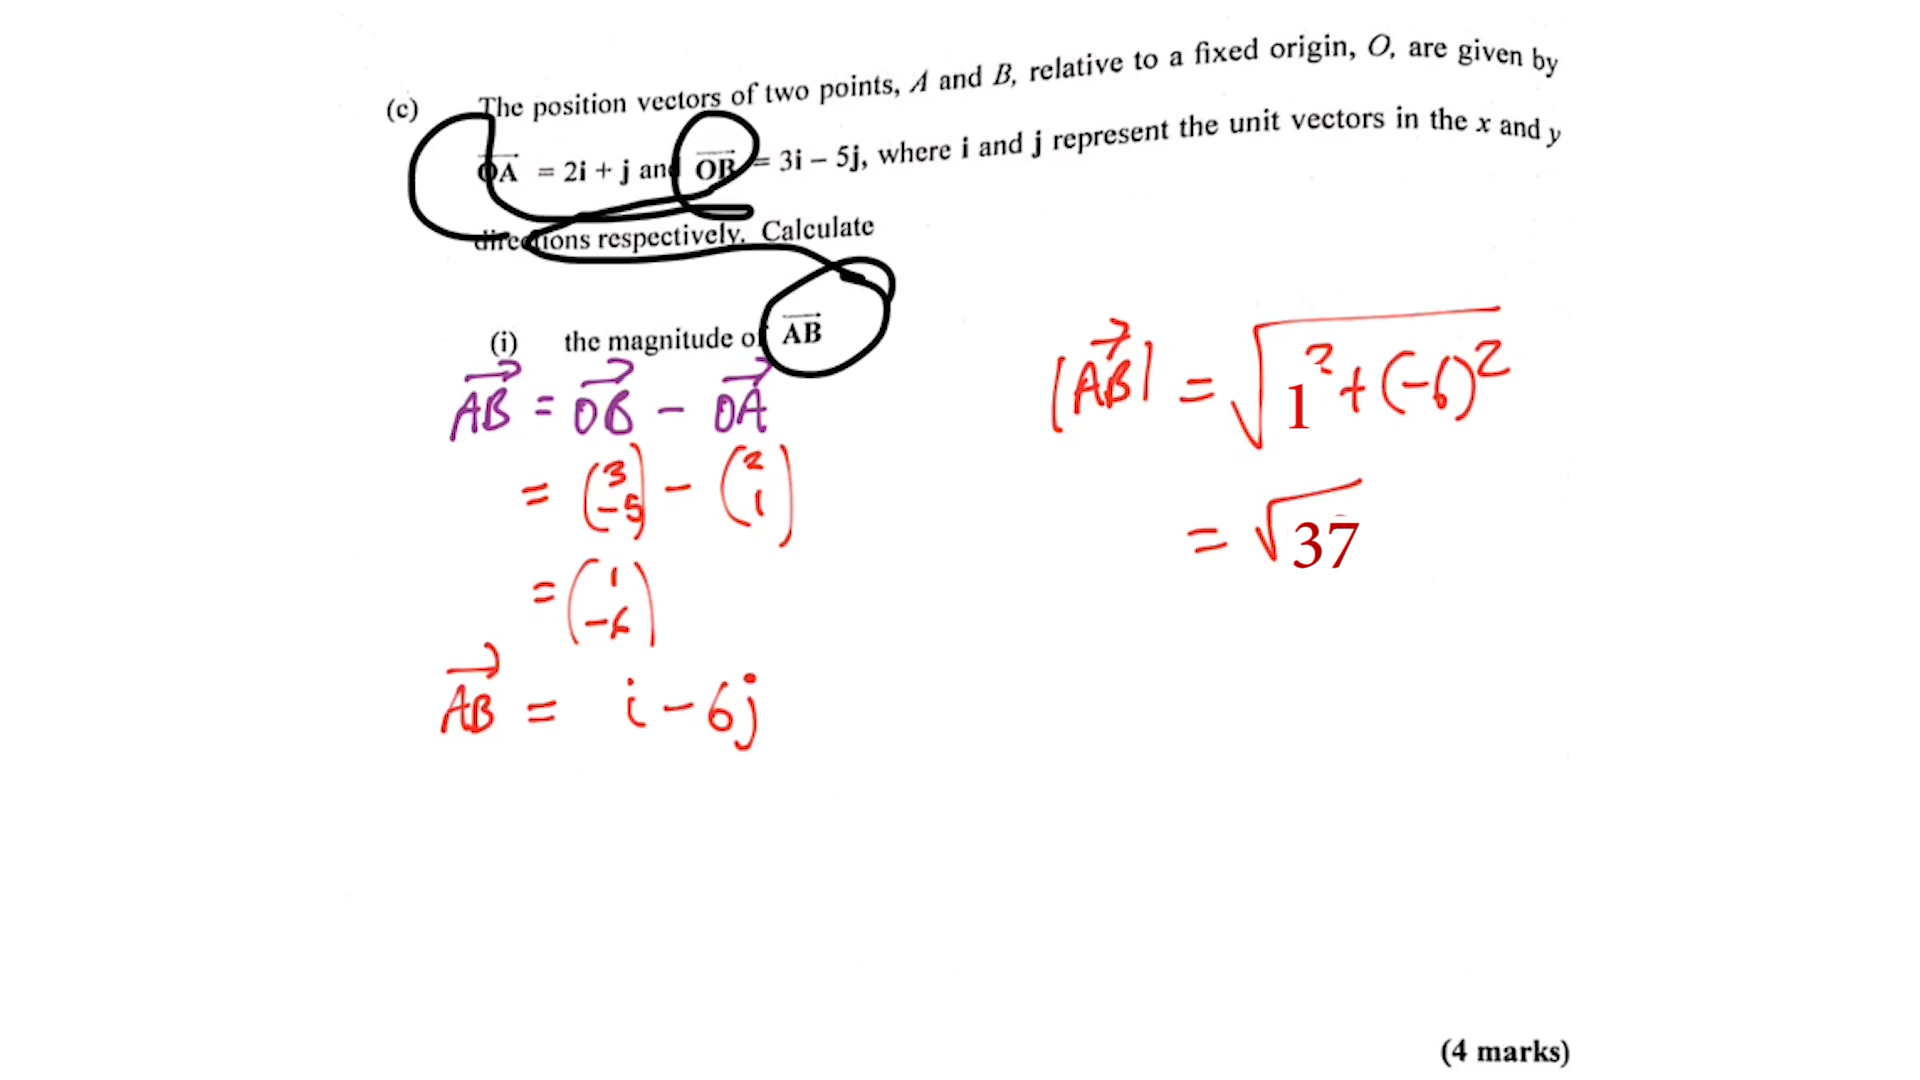 (c) The position vectors of two points, A and B, relative to a fixed origin, O, are given by
OA = 2i + j and OB = 3i – 5j, where i and j represent the unit vectors in the x and y
directions respectively. Calculate
(i) the magnitude of AB
AB = OB - OA
= (3 -5) - (2 1)
= (1 -6)
AB = i - 6j
|AB| = √1² + (-6)²
= √37
(4 marks)